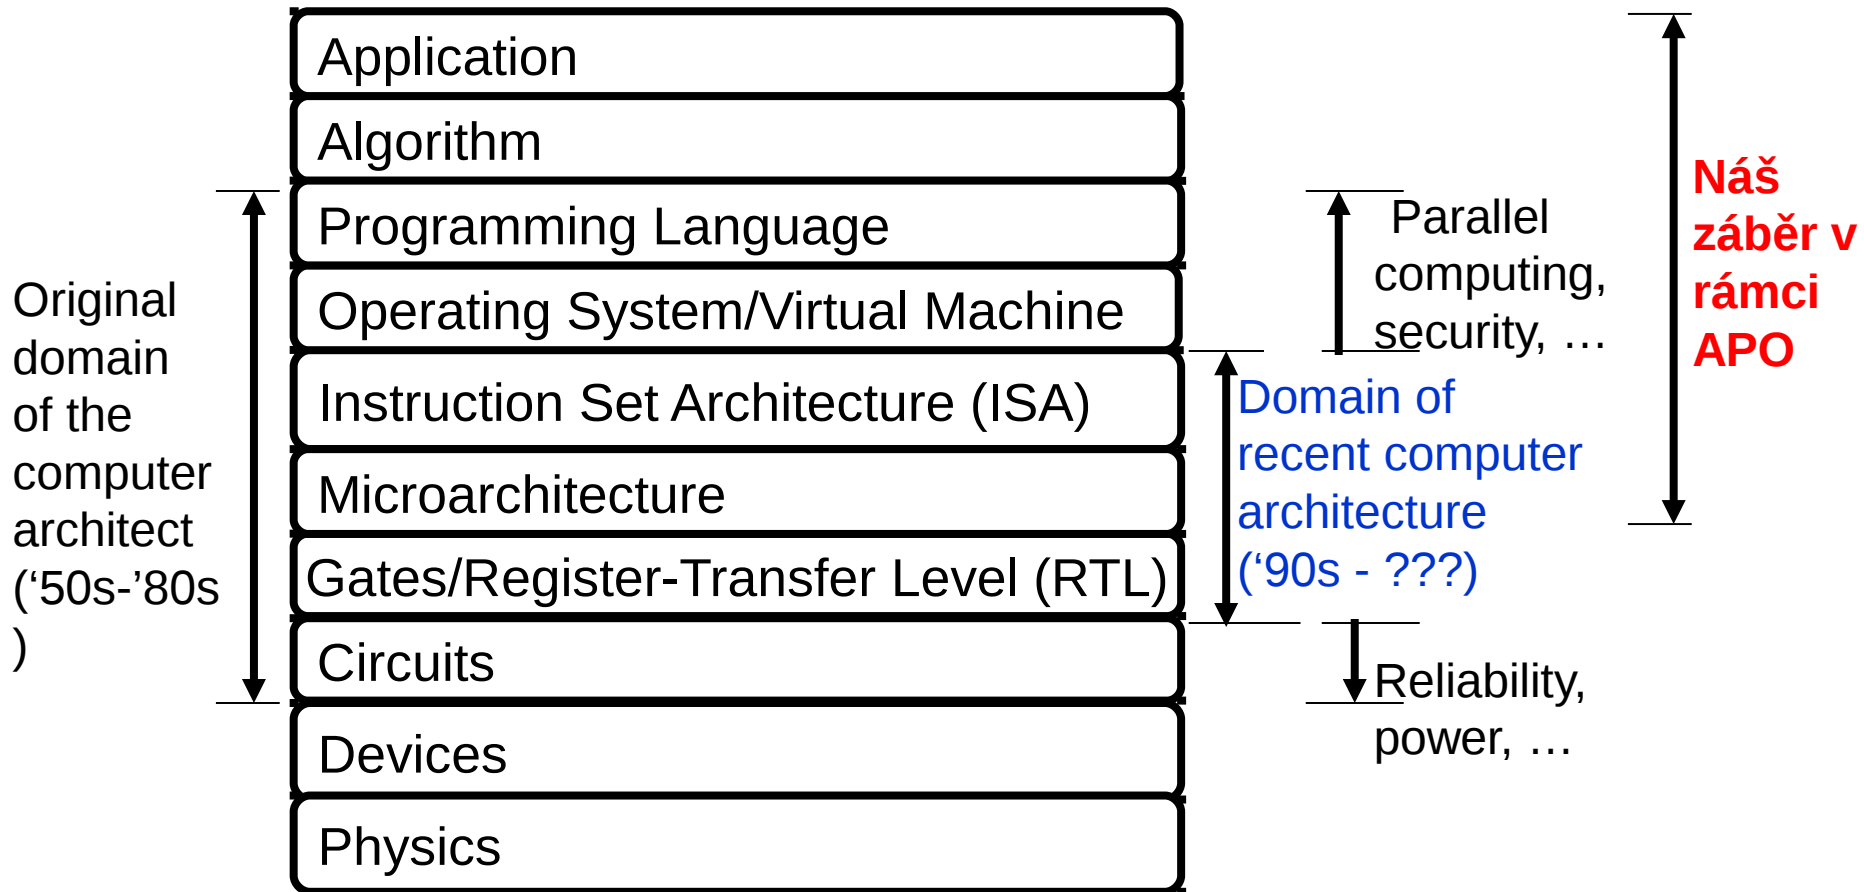 Application
Algorithm
Programming Language
Operating System/Virtual Machine
Instruction Set Architecture (ISA)
Microarchitecture
Gates/Register-Transfer Level (RTL)
Circuits
Devices
Physics
Original
domain
of the
computer
architect
(‘50s-’80s
)
Parallel
computing,
security, …
Domain of
recent computer
architecture
(‘90s - ???)
Reliability,
power, …
Náš
záběr v
rámci
APO